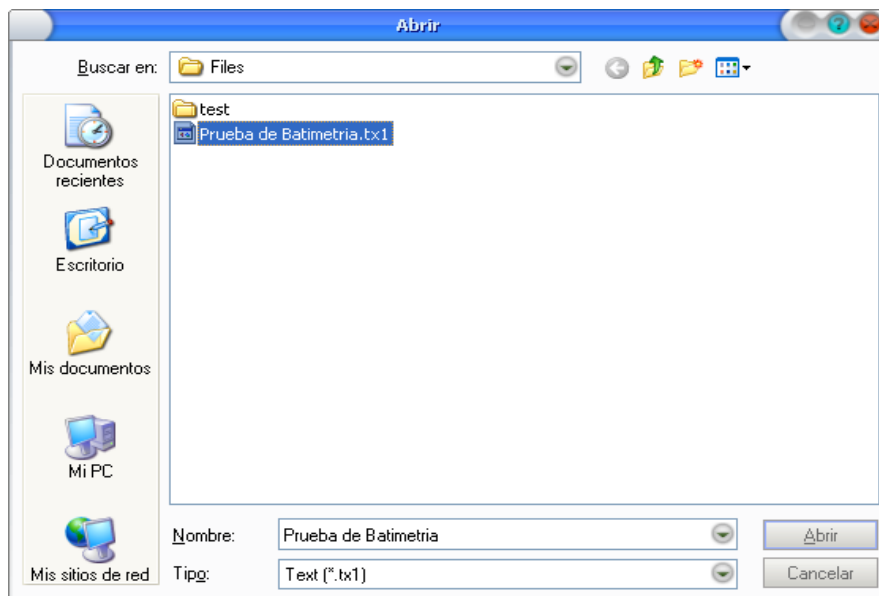 Abrir
Buscar en: Files
test
Prueba de Batimetria.tx1
Documentos
recientes
Escritorio
Mis documentos
Mi PC
Mis sitios de red
Nombre: Prueba de Batimetria Abrir
Tipo: Text (*.tx1) Cancelar